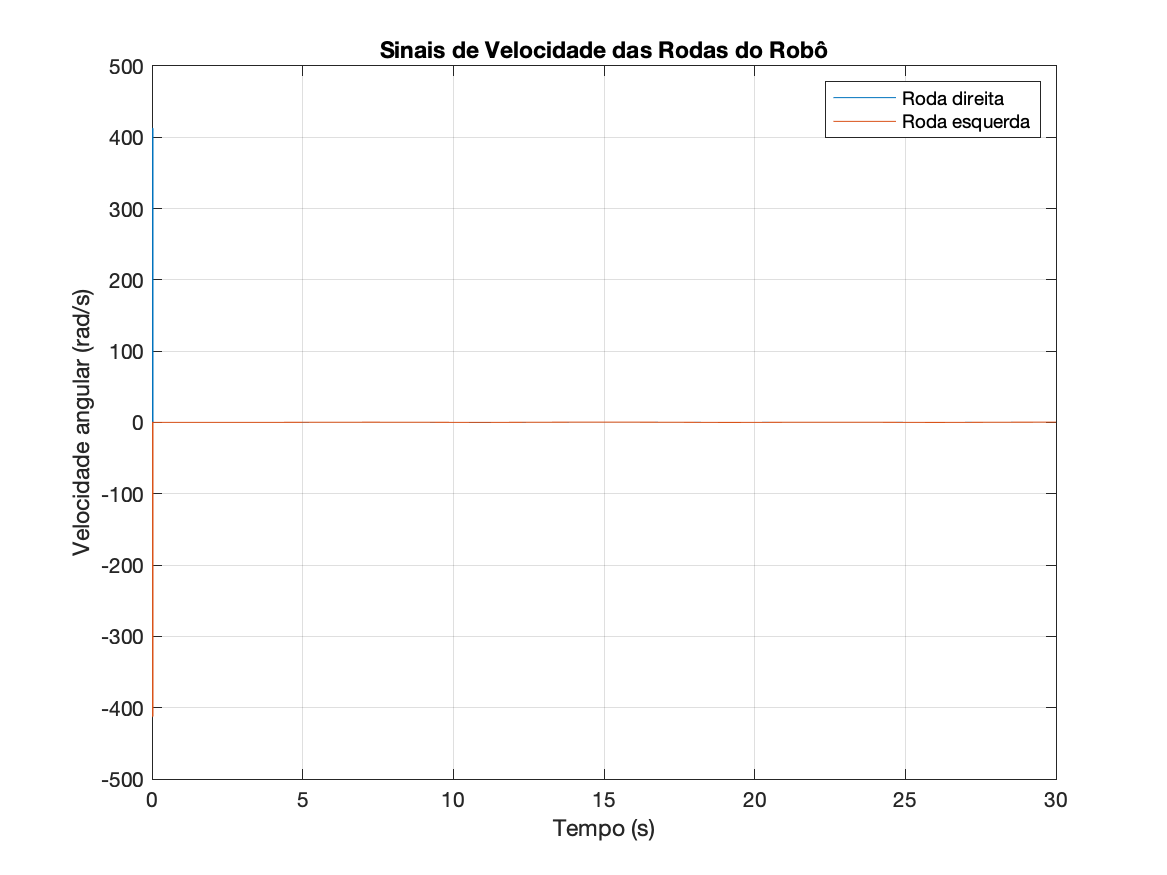 Sinais de Velocidade das Rodas do Robô
500
400
300
200
100
0
-100
-200
-300
-400
-500
Velocidade angular (rad/s)
Roda direita
Roda esquerda
0 5 10 15 20 25 30
Tempo (s)